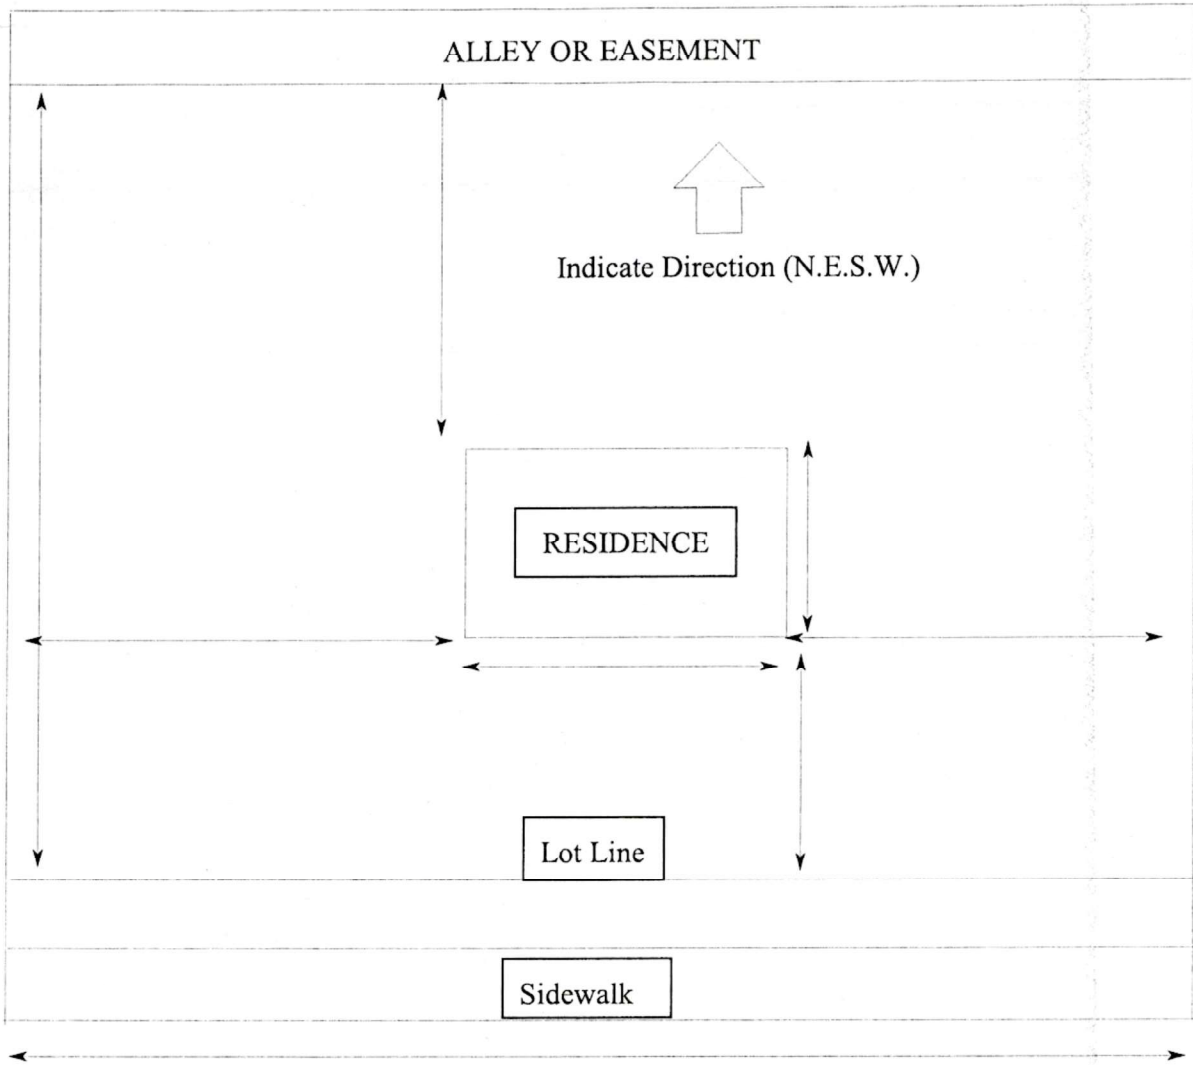 ALLEY OR EASEMENT
Indicate Direction (N.E.S.W.)
RESIDENCE
Lot Line
Sidewalk